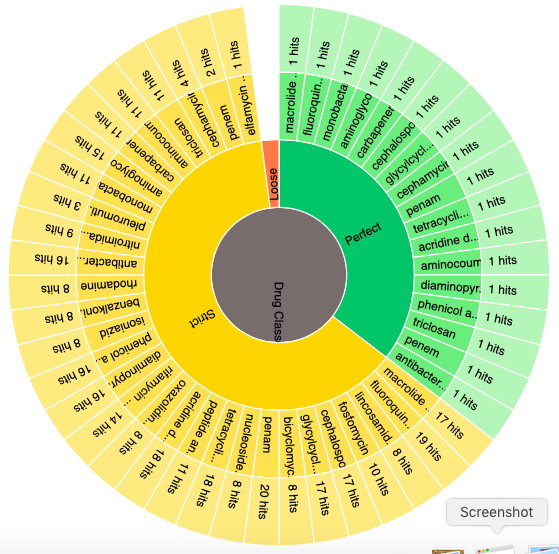 Drug Class
Perfect
macrolide ..
1 hits
fluoroquin..
1 hits
monobacta
1 hits
aminoglyco
1 hits
carbapener
1 hits
cephalospo
1 hits
glycylcycl...
1 hits
cephamycir
1 hits
penam
1 hits
tetracycli...
1 hits
acridine d...
1 hits
aminocoum
1 hits
diaminopyr...
1 hits
phenicol a...
1 hits
triclosan
1 hits
penem
1 hits
antibacter...
1 hits
Strict
macrolide ..
17 hits
fluoroquin..
19 hits
lincosamid..
8 hits
fosfomycin
10 hits
cephalospo
17 hits
glycylcycl...
17 hits
bicyclomyc..
8 hits
penam
20 hits
nucleoside
8 hits
tetracycli...
18 hits
peptide an...
11 hits
acridine d...
18 hits
oxazolidin...
8 hits
rifamycin ...
14 hits
diaminopyr...
16 hits
phenicol a...
16 hits
isoniazid
8 hits
benzalkoni..
8 hits
rhodamine
8 hits
antibacter...
16 hits
nitroimida...
9 hits
pleuromuti..
3 hits
monobacta
11 hits
aminoglyco
15 hits
carbapener
11 hits
aminocoum
11 hits
triclosan
11 hits
cephamycir
4 hits
penem
2 hits
elfamycin ..
1 hits
Loose
Screenshot